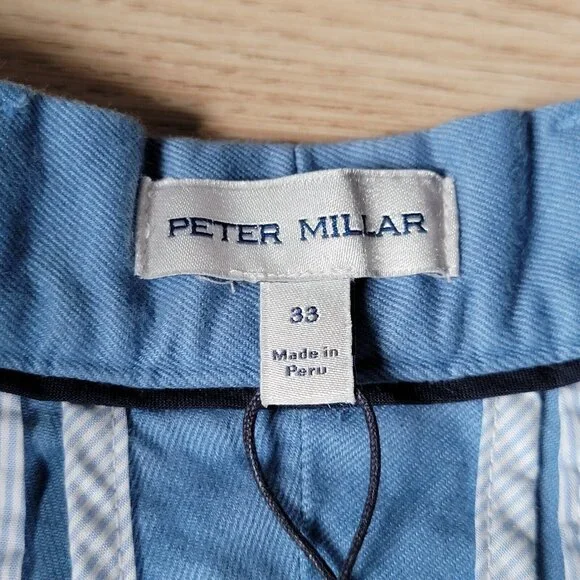 PETER MILLAR
33
Made in
Peru